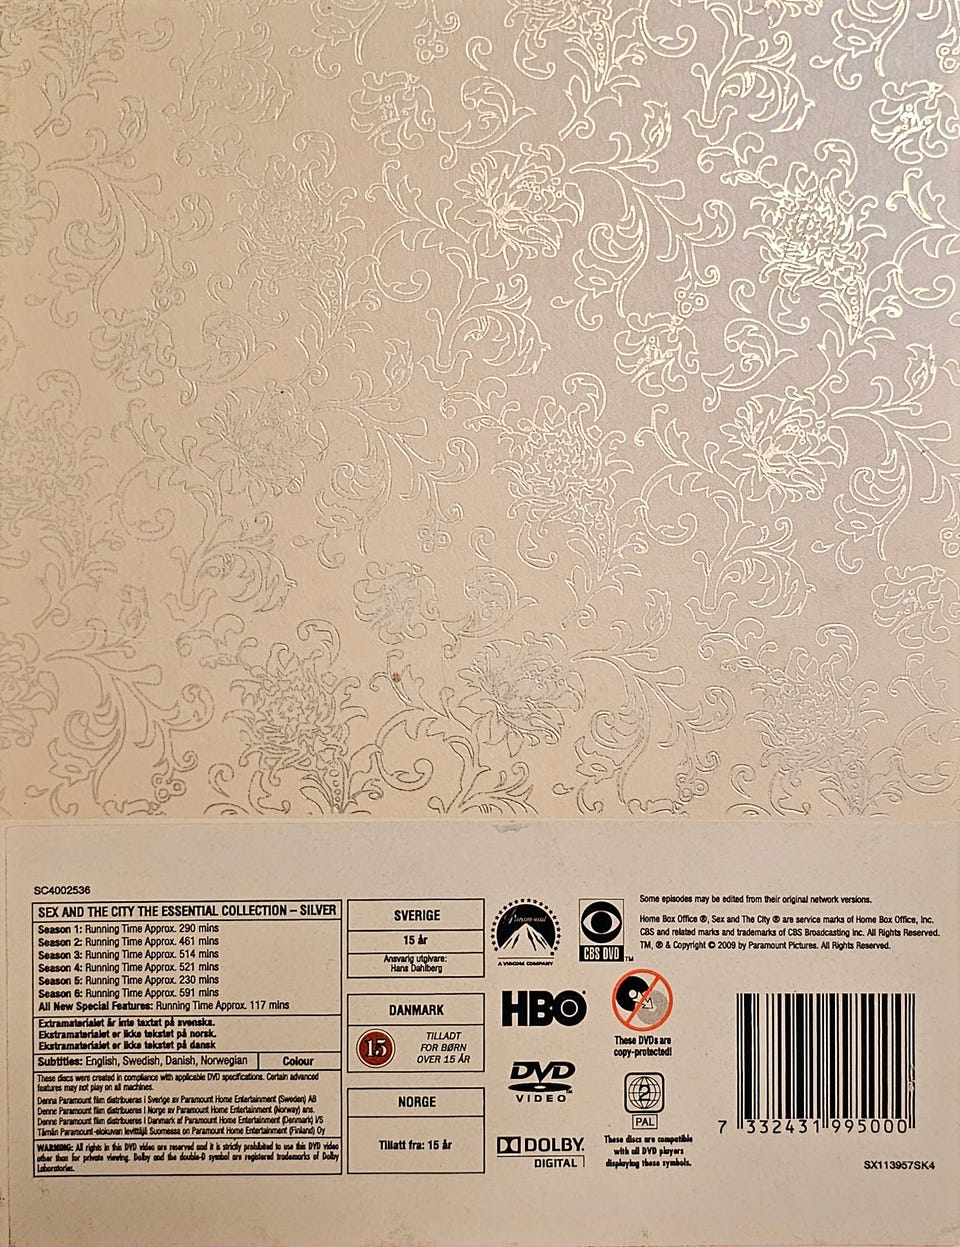 SC4002536
SEX AND THE CITY THE ESSENTIAL COLLECTION – SILVER
Season 1: Running Time Approx. 290 mins
Season 2: Running Time Approx. 461 mins
Season 3: Running Time Approx. 514 mins
Season 4: Running Time Approx. 521 mins
Season 5: Running Time Approx. 230 mins
Season 6: Running Time Approx. 591 mins
All New Special Features: Running Time Approx. 117 mins
Extramaterialet är inte textat på svenska.
Ekstramaterialet er ikke tekstet på norsk.
Ekstramaterialet er ikke tekstet på dansk
Subtitles: English, Swedish, Danish, Norwegian
Colour
These discs were created in compliance with applicable DVD specifications. Certain advanced
features may not play on all machines.
Denna Paramount film distribueras i Sverige av Paramount Home Entertainment (Sweden) AB
Denne Paramount film distribueres i Norge av Paramount Home Entertainment (Norway) ans.
Denne Paramount film distribueres i Danmark af Paramount Home Entertainment (Denmark) I/S
Tämän Paramount-elokuvan levittäjä Suomessa on Paramount Home Entertainment (Finland) Oy
WARNING: All rights in this DVD video are reserved and it is strictly prohibited to use this DVD video
other than for private viewing. Dolby and the double-D symbol are registered trademarks of Dolby
Laboratories.
SVERIGE
15 år
Ansvarig utgivare:
Hans Dahlberg
DANMARK
15
TILLADT
FOR BØRN
OVER 15 ÅR
NORGE
Tillatt fra: 15 år
Paramount
A VIACOM COMPANY
CBS DVD™
HBO®
DVD
VIDEO™
DOLBY
DIGITAL
These DVDs are
copy-protected!
2
PAL
These discs are compatible
with all DVD players
displaying these symbols.
Some episodes may be edited from their original network versions.
Home Box Office ®, Sex and The City ® are service marks of Home Box Office, Inc.
CBS and related marks and trademarks of CBS Broadcasting Inc. All Rights Reserved.
TM, ® & Copyright © 2009 by Paramount Pictures. All Rights Reserved.
7 332431 995000
SX113957SK4